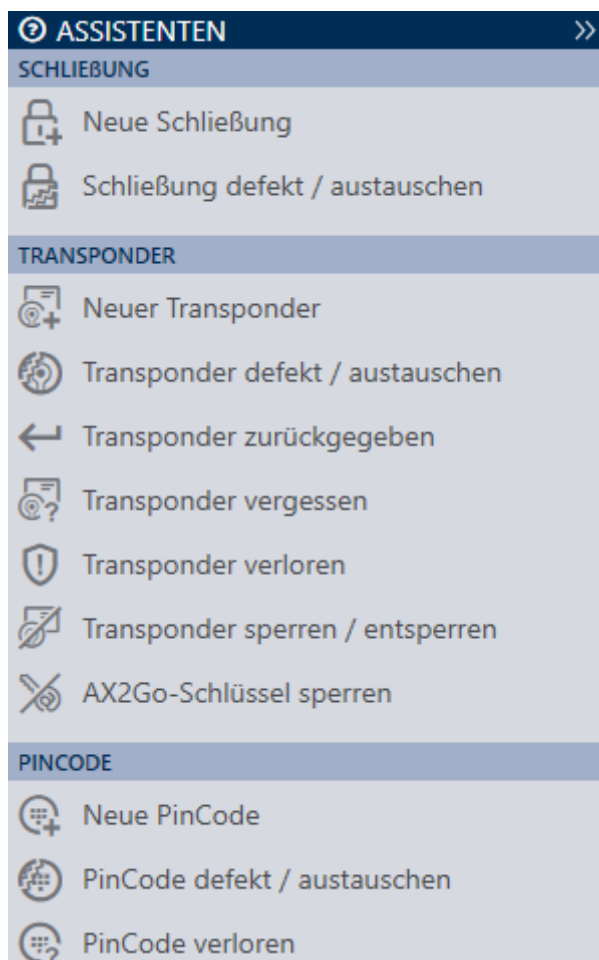 ASSISTENTEN
SCHLIEßUNG
Neue Schließung
Schließung defekt / austauschen
TRANSPONDER
Neuer Transponder
Transponder defekt / austauschen
Transponder zurückgegeben
Transponder vergessen
Transponder verloren
Transponder sperren / entsperren
AX2Go-Schlüssel sperren
PINCODE
Neue PinCode
PinCode defekt / austauschen
PinCode verloren